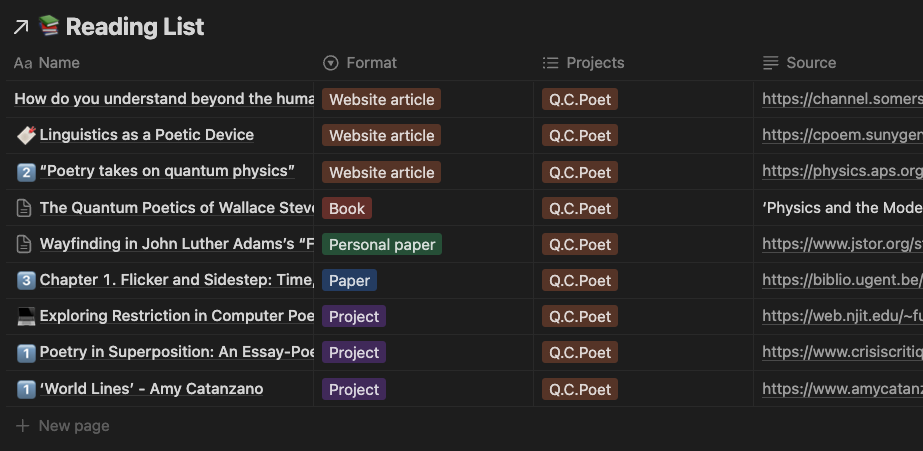 Reading List
Aa Name Format Projects Source
How do you understand beyond the huma Website article Q.C.Poet https://channel.somers
Linguistics as a Poetic Device Website article Q.C.Poet https://cpoem.sunygen
2 “Poetry takes on quantum physics” Website article Q.C.Poet https://physics.aps.org
The Quantum Poetics of Wallace Steve Book Q.C.Poet ‘Physics and the Mode
Wayfinding in John Luther Adams’s “F Personal paper Q.C.Poet https://www.jstor.org/s
3 Chapter 1. Flicker and Sidestep: Time, Paper Q.C.Poet https://biblio.ugent.be/
Exploring Restriction in Computer Poe Project Q.C.Poet https://web.njit.edu/~fu
1 Poetry in Superposition: An Essay-Poe Project Q.C.Poet https://www.crisiscritiq
1 ‘World Lines’ - Amy Catanzano Project Q.C.Poet https://www.amycatanz
+ New page